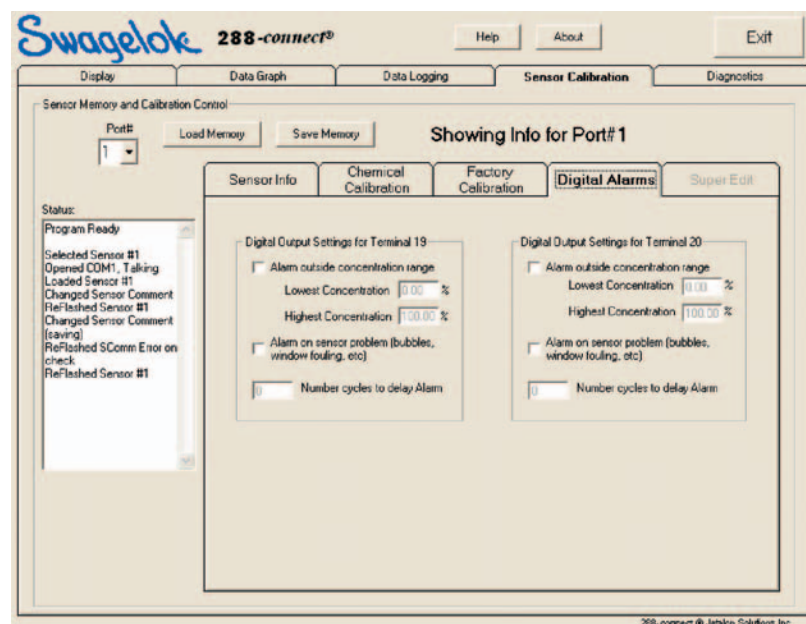 Swagelok 288-connect® Help About Exit
Display Data Graph Data Logging Sensor Calibration Diagnostics
Sensor Memory and Calibration Control
Port#
1
Load Memory Save Memory Showing Info for Port#1
Sensor Info Chemical Calibration Factory Calibration Digital Alarms Super Edit
Status:
Program Ready
Selected Sensor #1
Opened COM1, Talking
Loaded Sensor #1
Changed Sensor Comment
ReFlashed Sensor #1
Changed Sensor Comment
(saving)
ReFlashed SComm Error on
check
ReFlashed Sensor #1
Digital Output Settings for Terminal 19
Alarm outside concentration range
Lowest Concentration 0.00 %
Highest Concentration 100.00 %
Alarm on sensor problem (bubbles,
window fouling, etc)
0 Number cycles to delay Alarm
Digital Output Settings for Terminal 20
Alarm outside concentration range
Lowest Concentration 0.00 %
Highest Concentration 100.00 %
Alarm on sensor problem (bubbles,
window fouling, etc)
0 Number cycles to delay Alarm
288-connect ® Jetalon Solutions Inc